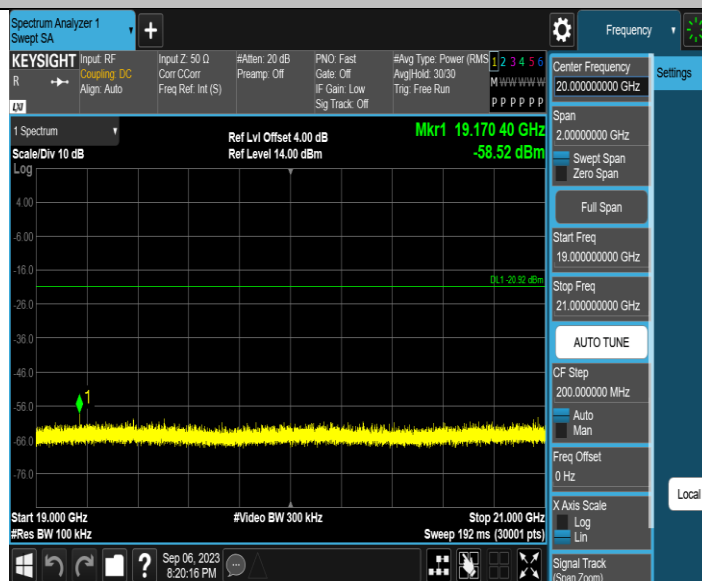 Spectrum Analyzer 1
Swept SA
+
Frequency
KEYSIGHT
R
LXI
Input: RF
Coupling: DC
Align: Auto
Input Z: 50 Ω
Corr CCorr
Freq Ref: Int (S)
#Atten: 20 dB
Preamp: Off
PNO: Fast
Gate: Off
IF Gain: Low
Sig Track: Off
#Avg Type: Power (RMS
Avg|Hold: 30/30
Trig: Free Run
1 2 3 4 5 6
M W W W W W
P P P P P P
1 Spectrum
Scale/Div 10 dB
Log
Ref Lvl Offset 4.00 dB
Ref Level 14.00 dBm
Mkr1 19.170 40 GHz
-58.52 dBm
4.00
-6.00
-16.0
-26.0
-36.0
-46.0
-56.0
-66.0
-76.0
DL1 -20.92 dBm
1
Start 19.000 GHz
#Res BW 100 kHz
#Video BW 300 kHz
Stop 21.000 GHz
Sweep 192 ms (30001 pts)
?
Sep 06, 2023
8:20:16 PM
Center Frequency
20.000000000 GHz
Span
2.00000000 GHz
Swept Span
Zero Span
Full Span
Start Freq
19.000000000 GHz
Stop Freq
21.000000000 GHz
AUTO TUNE
CF Step
200.000000 MHz
Auto
Man
Freq Offset
0 Hz
X Axis Scale
Log
Lin
Signal Track
(Span Zoom)
Settings
Local